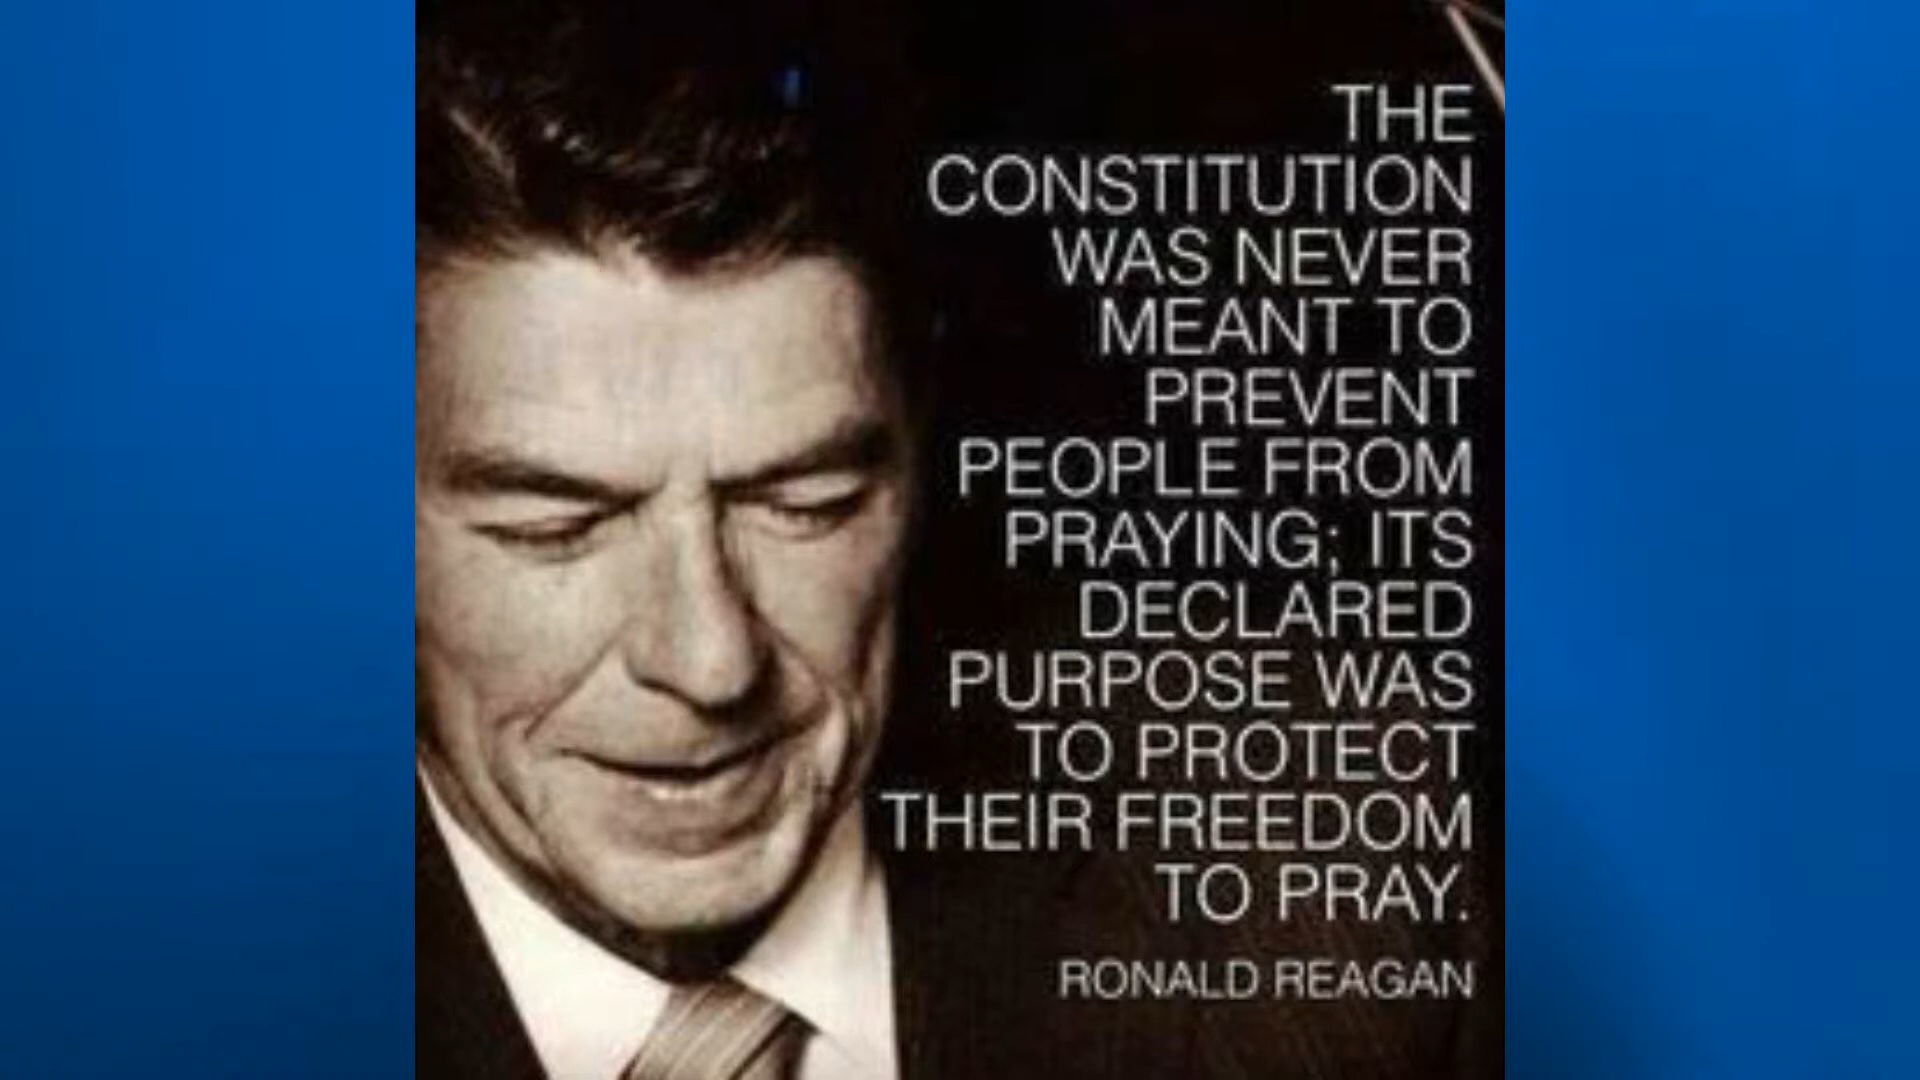 THE
CONSTITUTION
WAS NEVER
MEANT TO
PREVENT
PEOPLE FROM
PRAYING; ITS
DECLARED
PURPOSE WAS
TO PROTECT
THEIR FREEDOM
TO PRAY.
RONALD REAGAN